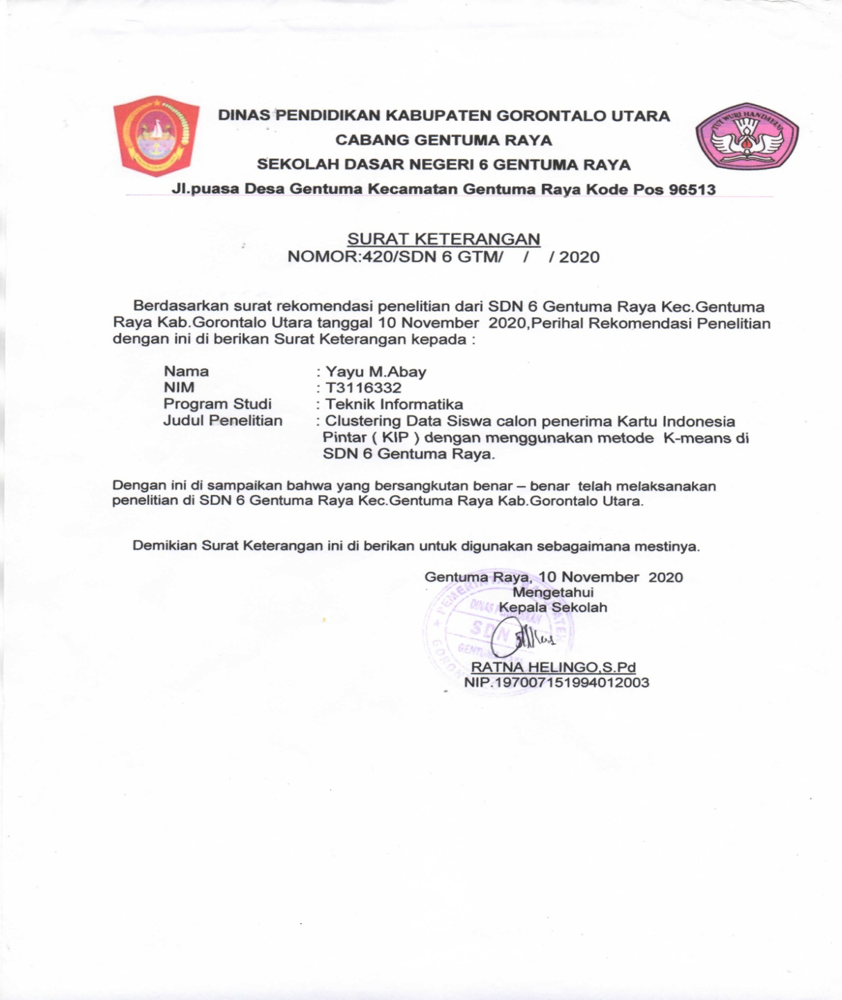 DINAS PENDIDIKAN KABUPATEN GORONTALO UTARA
CABANG GENTUMA RAYA
SEKOLAH DASAR NEGERI 6 GENTUMA RAYA
Jl.puasa Desa Gentuma Kecamatan Gentuma Raya Kode Pos 96513
TUT WURI HANDAYANI
SURAT KETERANGAN
NOMOR:420/SDN 6 GTM/ / / 2020
Berdasarkan surat rekomendasi penelitian dari SDN 6 Gentuma Raya Kec.Gentuma
Raya Kab.Gorontalo Utara tanggal 10 November 2020,Perihal Rekomendasi Penelitian
dengan ini di berikan Surat Keterangan kepada :
Nama : Yayu M.Abay
NIM : T3116332
Program Studi : Teknik Informatika
Judul Penelitian : Clustering Data Siswa calon penerima Kartu Indonesia
Pintar ( KIP ) dengan menggunakan metode K-means di
SDN 6 Gentuma Raya.
Dengan ini di sampaikan bahwa yang bersangkutan benar – benar telah melaksanakan
penelitian di SDN 6 Gentuma Raya Kec.Gentuma Raya Kab.Gorontalo Utara.
Demikian Surat Keterangan ini di berikan untuk digunakan sebagaimana mestinya.
Gentuma Raya, 10 November 2020
Mengetahui
Kepala Sekolah
SDN
RATNA HELINGO,S.Pd
NIP.197007151994012003